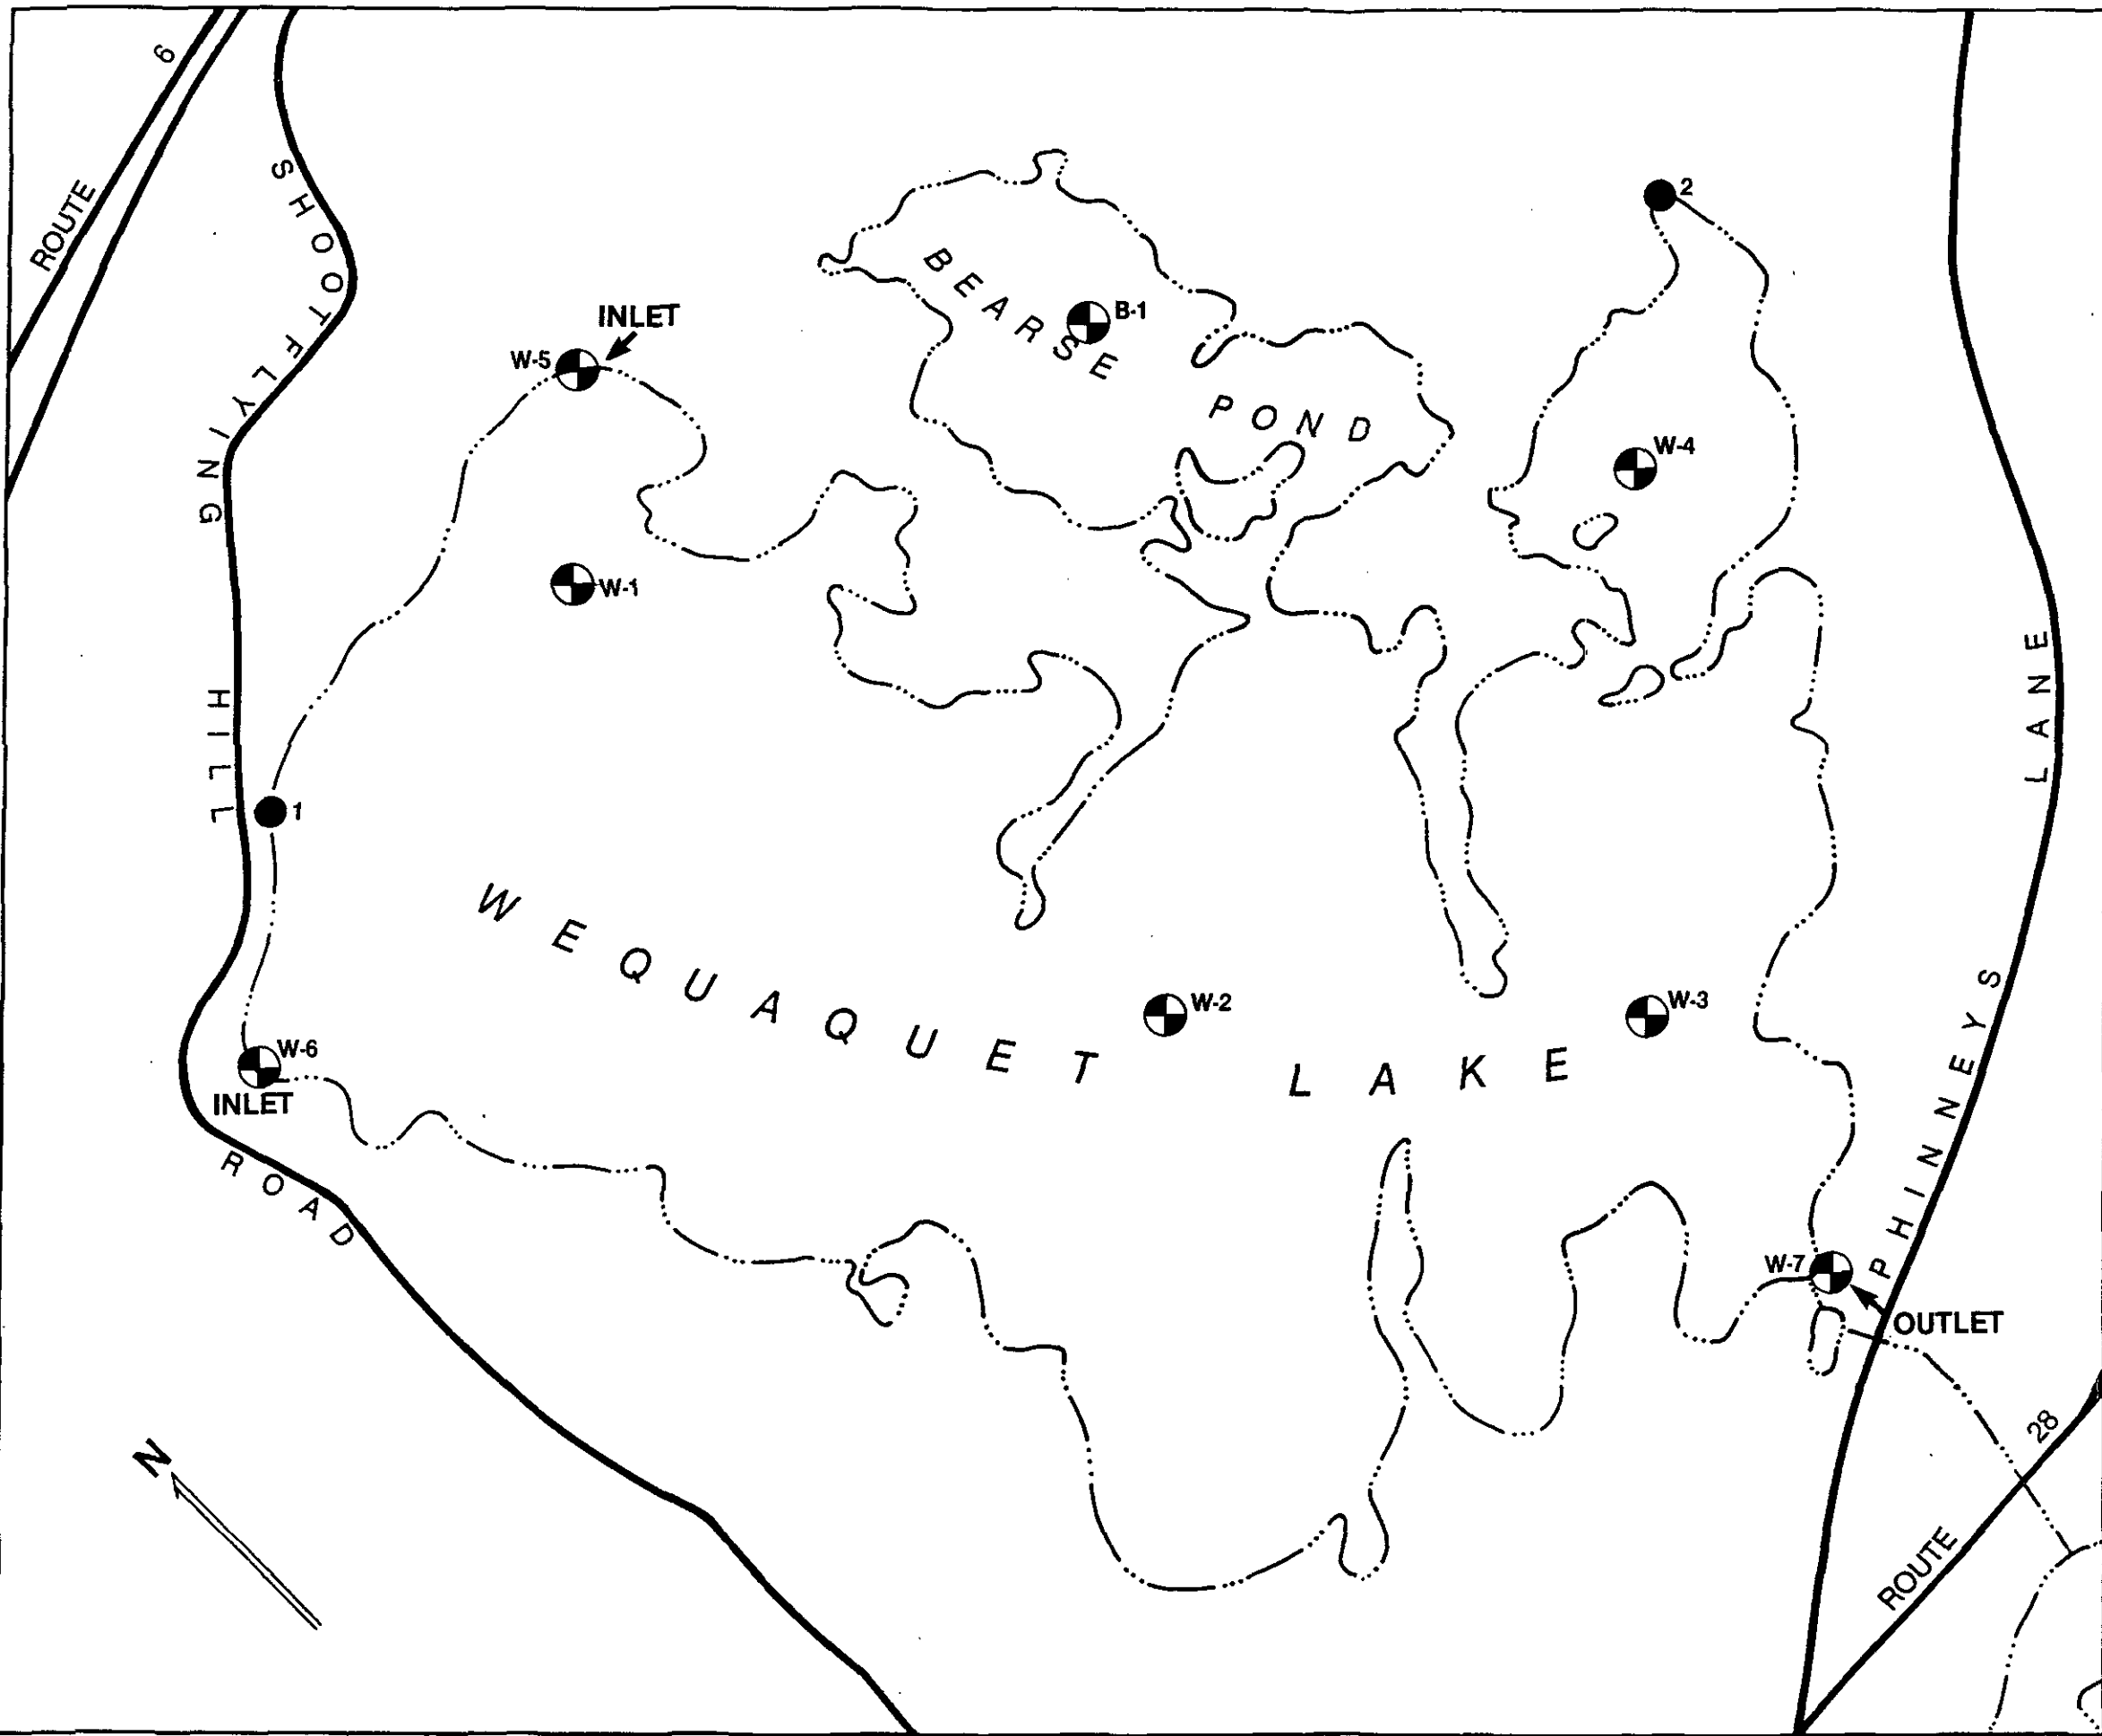 ROUTE 6
SHOOTFLYING HILL ROAD
2
BEARSE POND
B-1
INLET
W-5
W-4
W-1
1
WEQUAQUET LAKE
W-2
W-3
W-6
INLET
PHINNEYS LANE
W-7
OUTLET
N
ROUTE 28